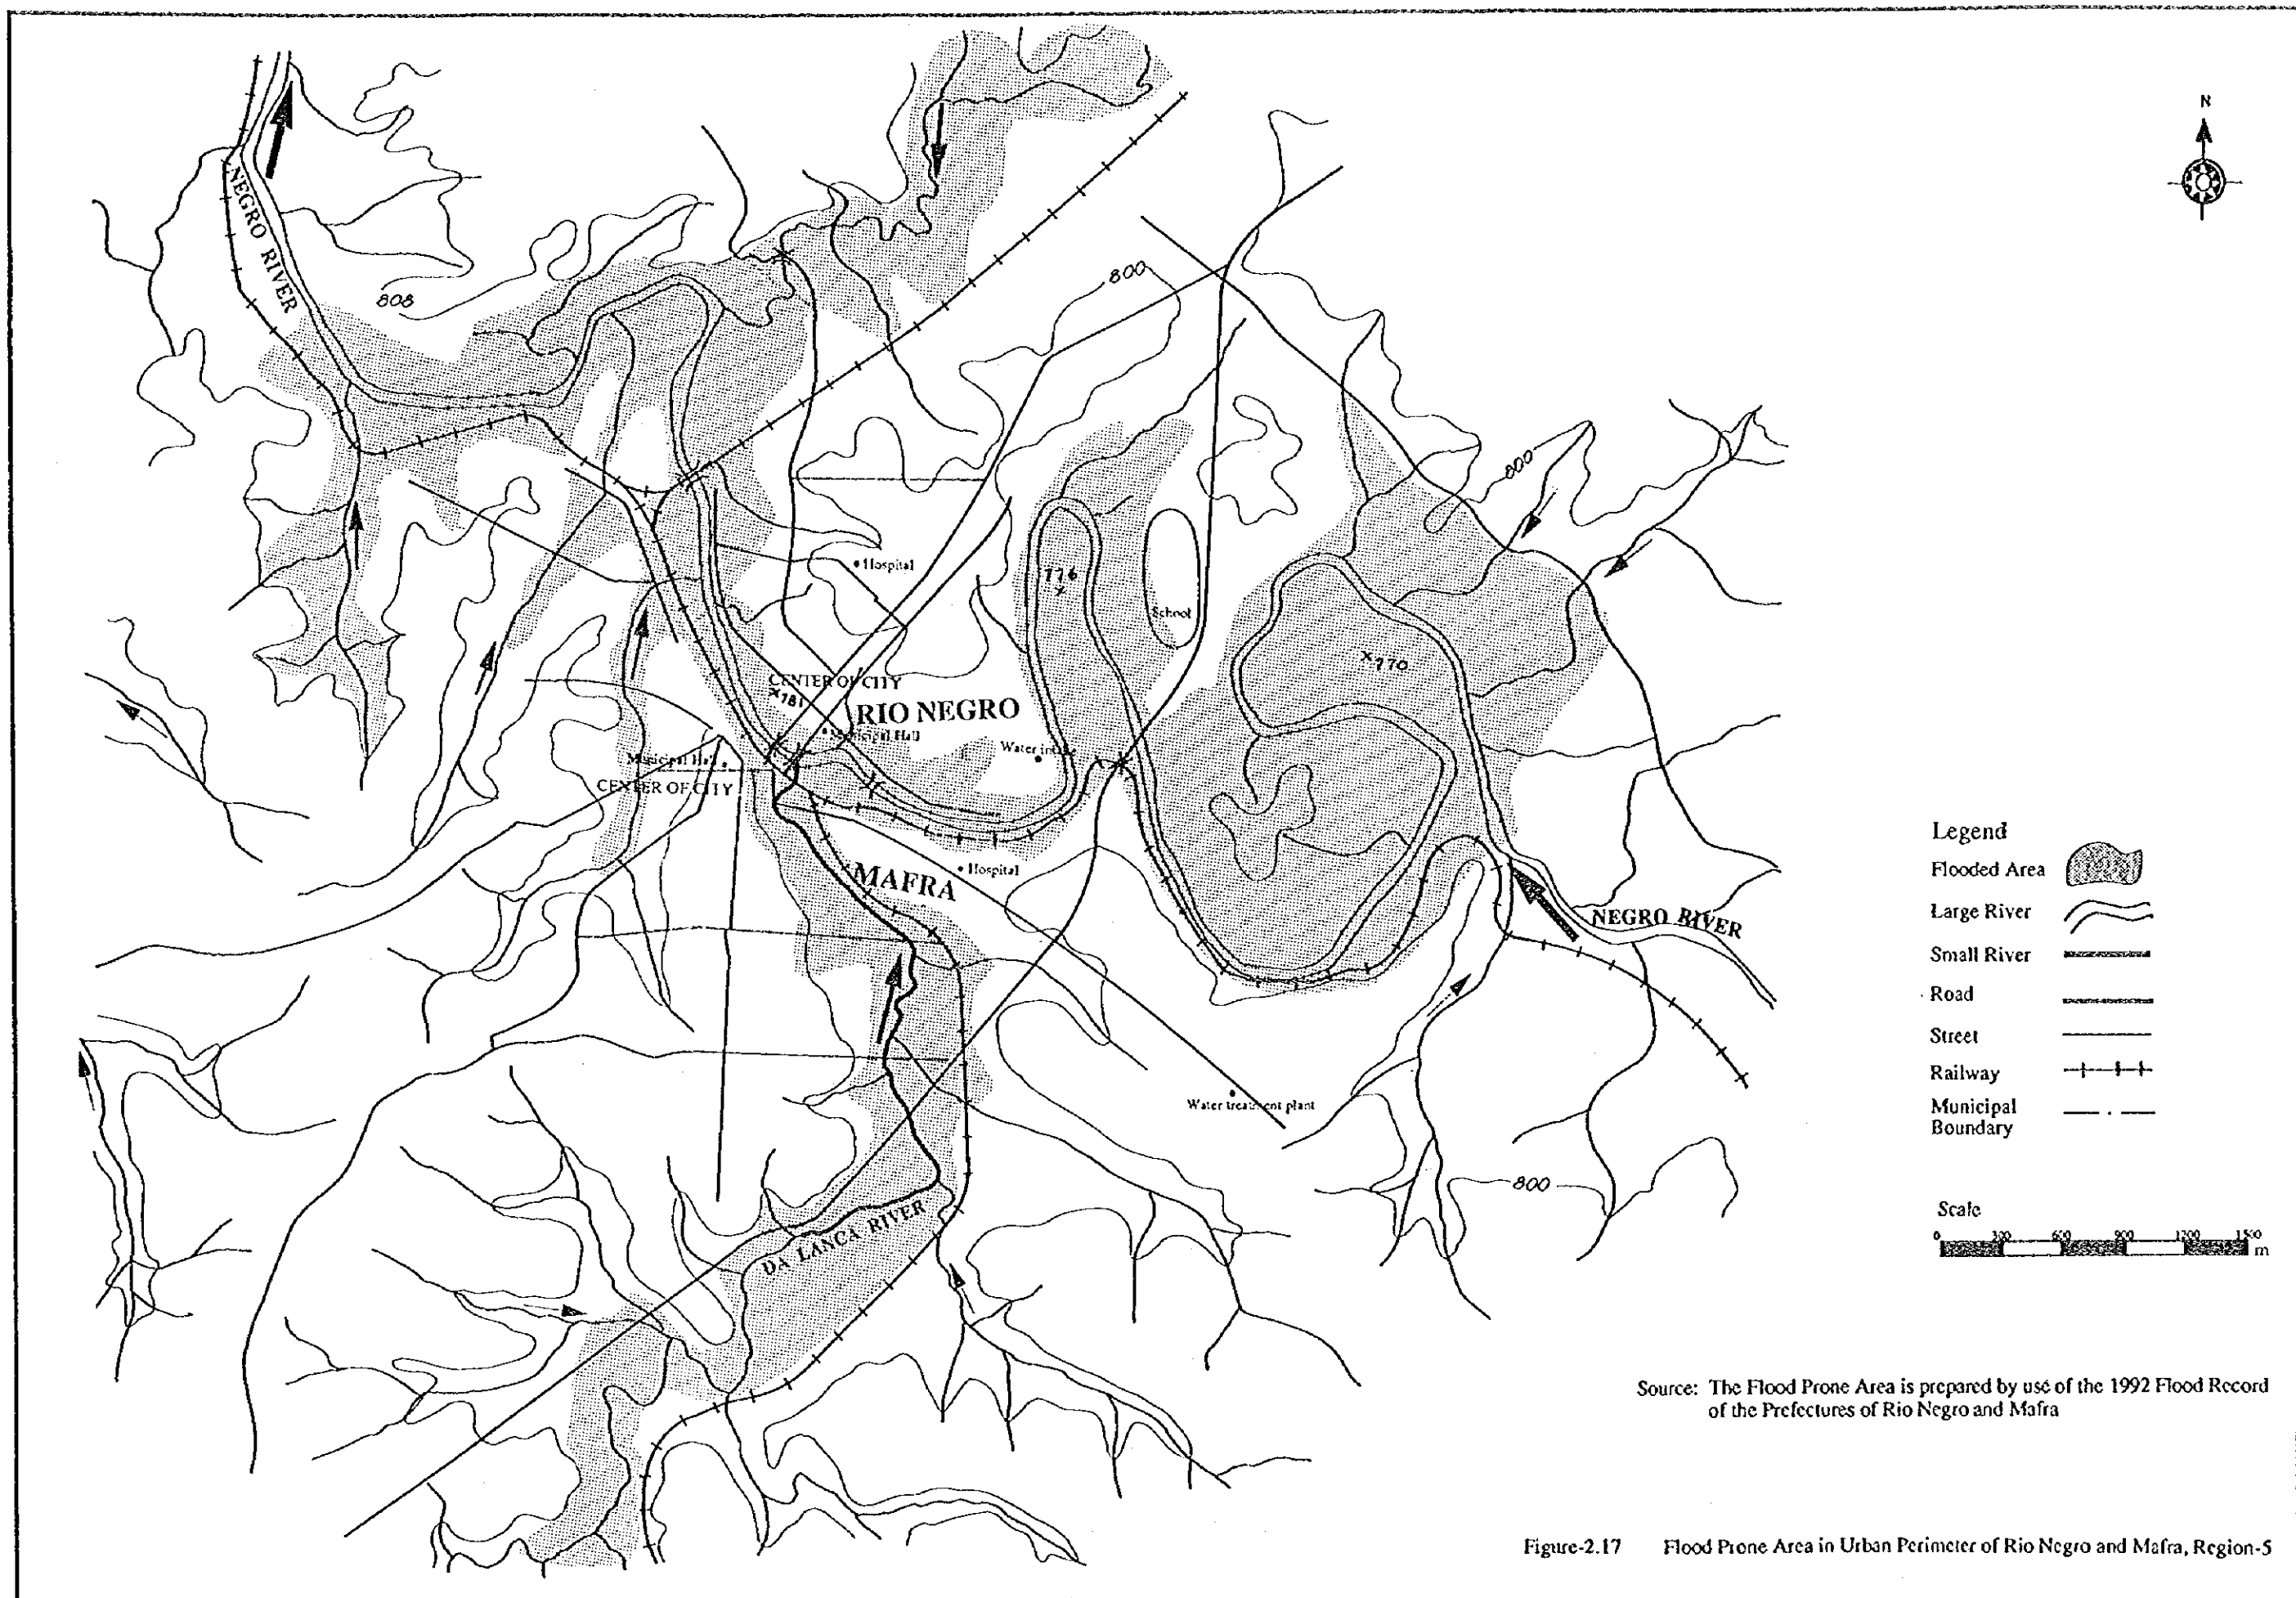 N
NEGRO RIVER
808
800
800
Hospital
776
School
770
CENTER OF CITY
781
RIO NEGRO
Municipal Hall
Water intake
Municipal Hall
CENTER OF CITY
Hospital
MAFRA
NEGRO RIVER
Water treatment plant
800
DA LANCA RIVER
Legend
Flooded Area
Large River
Small River
Road
Street
Railway
Municipal
Boundary
Scale
0 300 600 900 1200 1500
m
Source: The Flood Prone Area is prepared by use of the 1992 Flood Record
of the Prefectures of Rio Negro and Mafra
Figure-2.17 Flood Prone Area in Urban Perimeter of Rio Negro and Mafra, Region-5